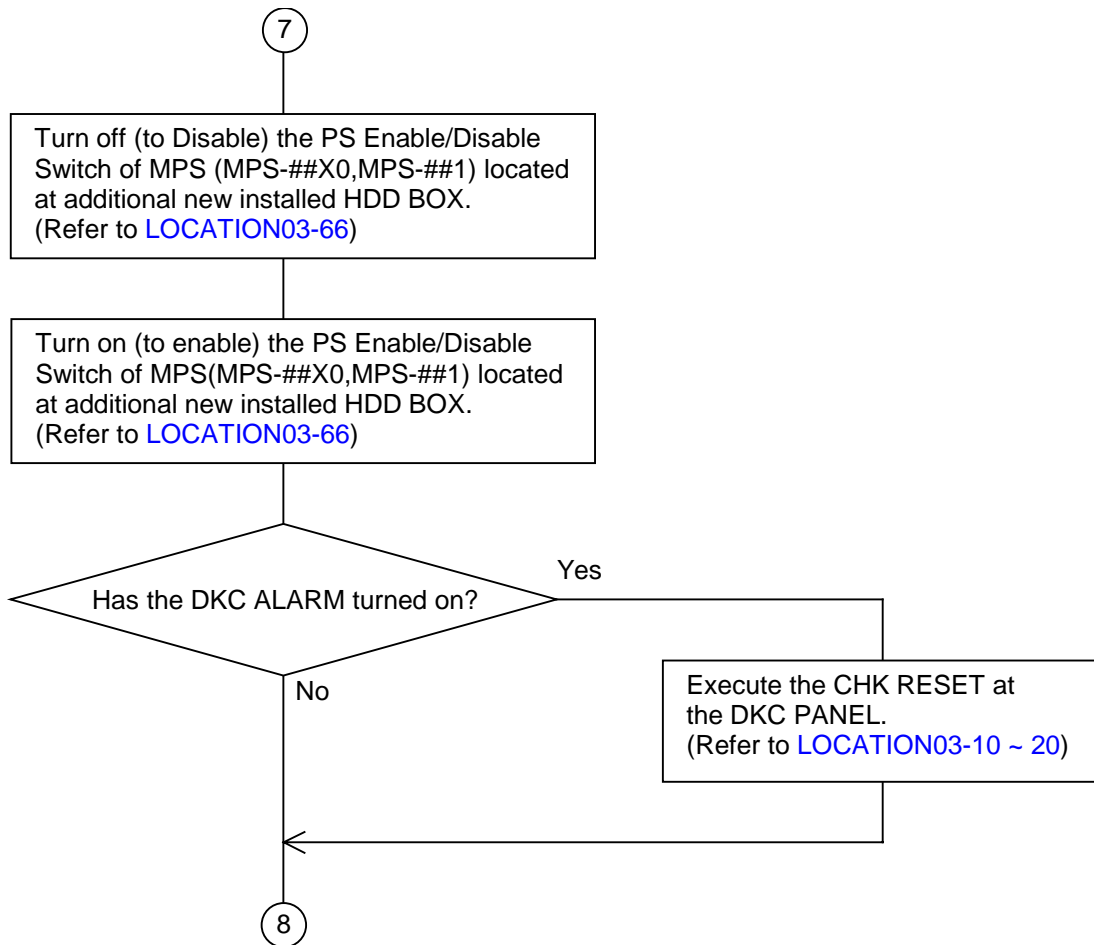 7
Turn off (to Disable) the PS Enable/Disable
Switch of MPS (MPS-##X0,MPS-##1) located
at additional new installed HDD BOX.
(Refer to LOCATION03-66)
Turn on (to enable) the PS Enable/Disable
Switch of MPS(MPS-##X0,MPS-##1) located
at additional new installed HDD BOX.
(Refer to LOCATION03-66)
Has the DKC ALARM turned on?
Yes
No
Execute the CHK RESET at
the DKC PANEL.
(Refer to LOCATION03-10 ~ 20)
8